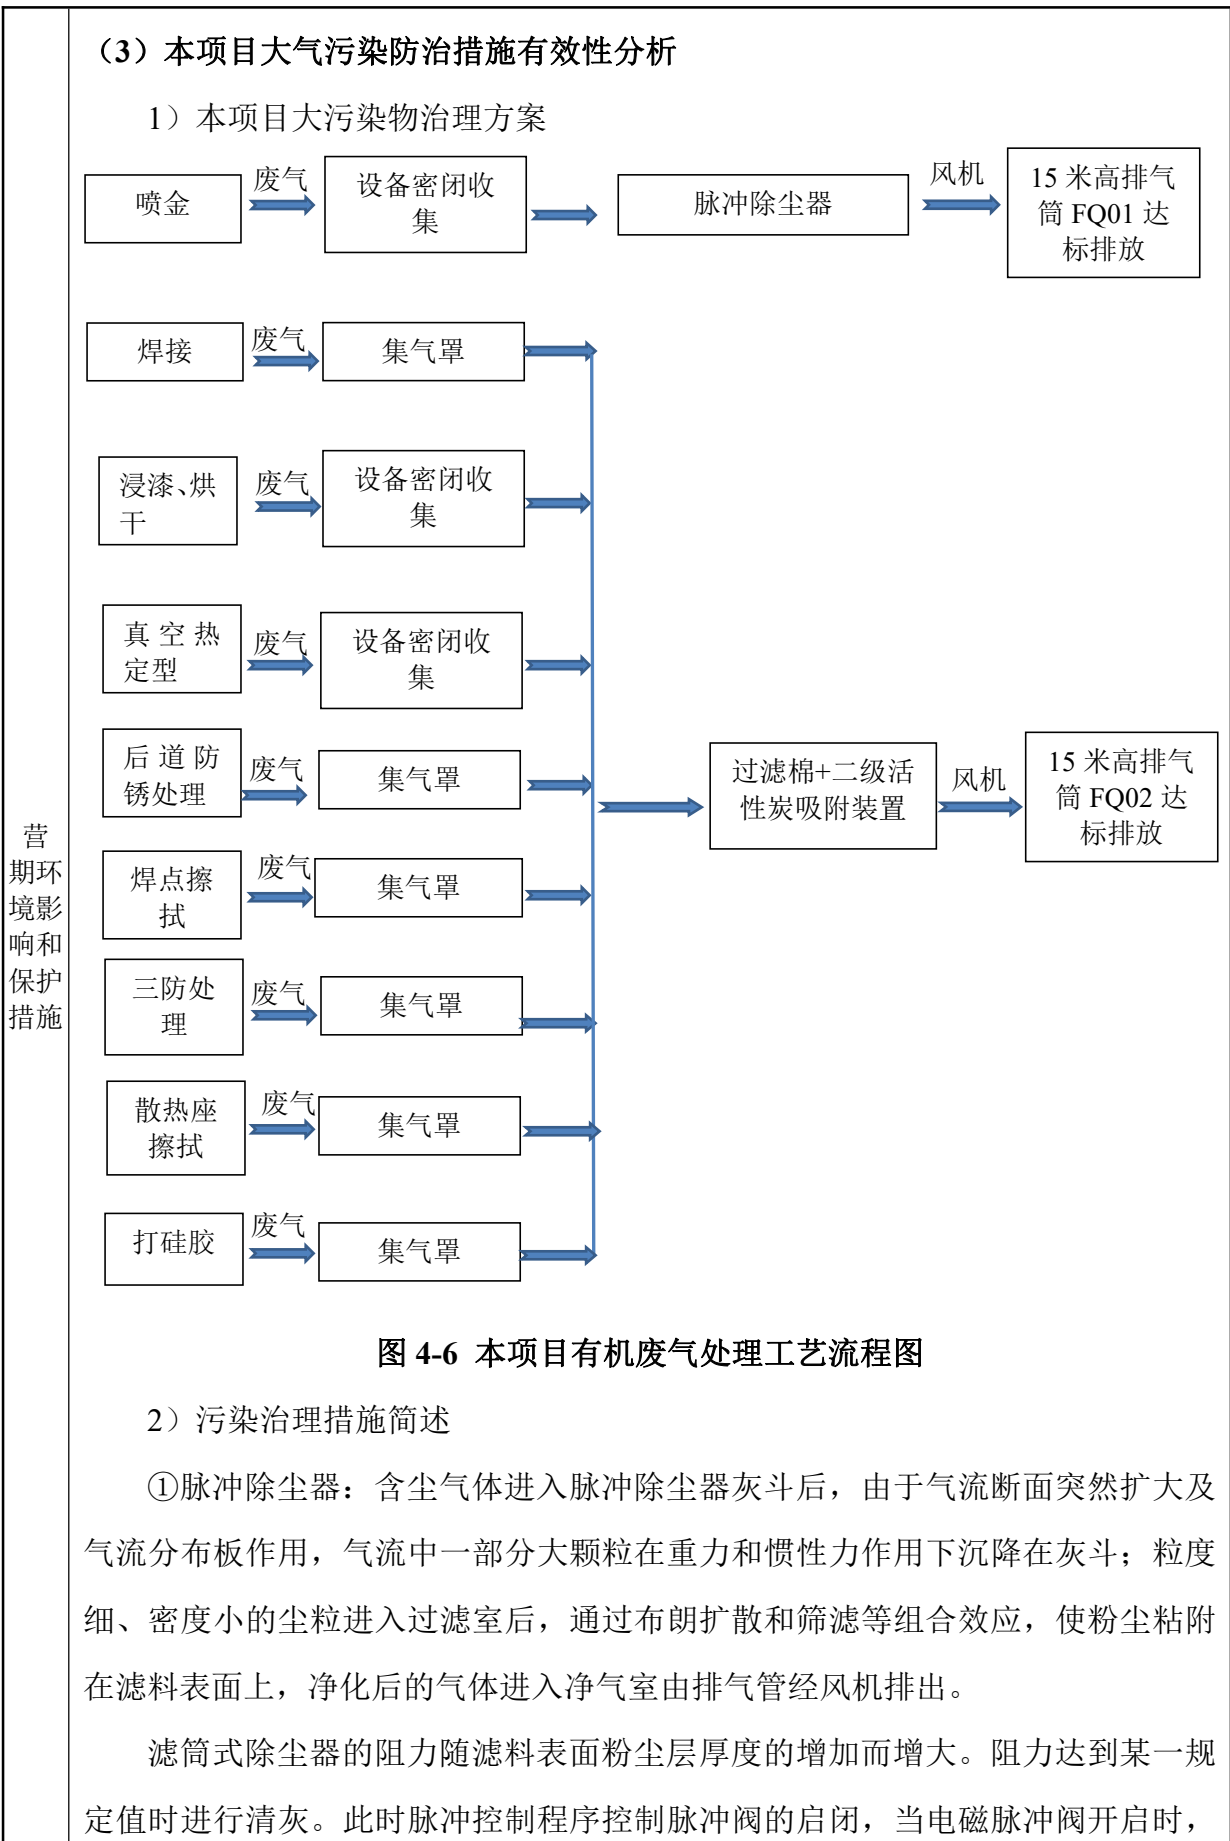 （3）本项目大气污染防治措施有效性分析
1）本项目大污染物治理方案
喷金
废气
设备密闭收
集
脉冲除尘器
风机
15 米高排气
筒 FQ01 达
标排放
焊接
废气
集气罩
浸漆、烘
干
废气
设备密闭收
集
真空热
定型
废气
设备密闭收
集
后道防
锈处理
废气
集气罩
焊点擦
拭
废气
集气罩
三防处
理
废气
集气罩
散热座
擦拭
废气
集气罩
打硅胶
废气
集气罩
过滤棉+二级活
性炭吸附装置
风机
15 米高排气
筒 FQ02 达
标排放
营
期环
境影
响和
保护
措施
图 4-6 本项目有机废气处理工艺流程图
2）污染治理措施简述
①脉冲除尘器：含尘气体进入脉冲除尘器灰斗后，由于气流断面突然扩大及
气流分布板作用，气流中一部分大颗粒在重力和惯性力作用下沉降在灰斗；粒度
细、密度小的尘粒进入过滤室后，通过布朗扩散和筛滤等组合效应，使粉尘粘附
在滤料表面上，净化后的气体进入净气室由排气管经风机排出。
滤筒式除尘器的阻力随滤料表面粉尘层厚度的增加而增大。阻力达到某一规
定值时进行清灰。此时脉冲控制程序控制脉冲阀的启闭，当电磁脉冲阀开启时，